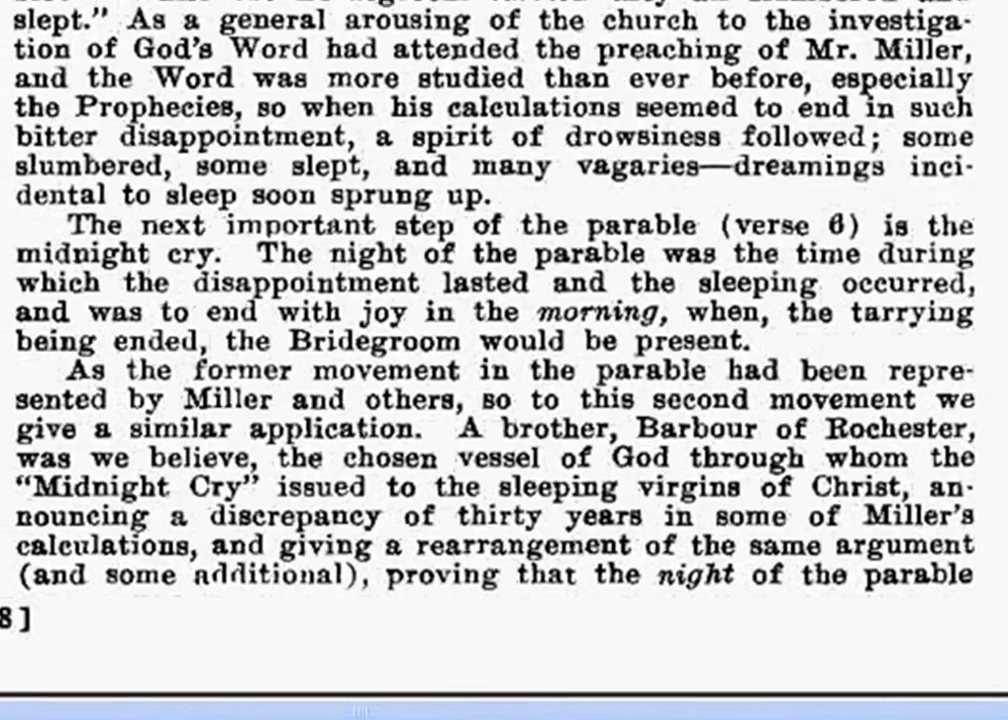 slept." As a general arousing of the church to the investiga-
tion of God's Word had attended the preaching of Mr. Miller,
and the Word was more studied than ever before, especially
the Prophecies, so when his calculations seemed to end in such
bitter disappointment, a spirit of drowsiness followed; some
slumbered, some slept, and many vagaries—dreamings inci-
dental to sleep soon sprung up.
The next important step of the parable (verse 6) is the
midnight cry. The night of the parable was the time during
which the disappointment lasted and the sleeping occurred,
and was to end with joy in the morning, when, the tarrying
being ended, the Bridegroom would be present.
As the former movement in the parable had been repre-
sented by Miller and others, so to this second movement we
give a similar application. A brother, Barbour of Rochester,
was we believe, the chosen vessel of God through whom the
"Midnight Cry" issued to the sleeping virgins of Christ, an-
nouncing a discrepancy of thirty years in some of Miller's
calculations, and giving a rearrangement of the same argument
(and some additional), proving that the night of the parable
8]